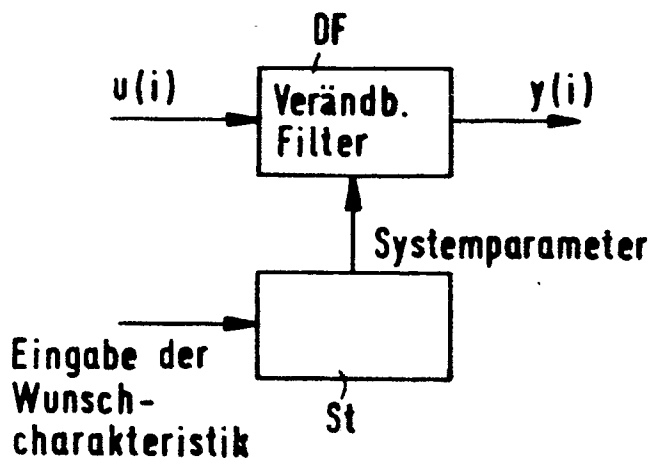 DF
u(i)
Verändb.
Filter
y(i)
Systemparameter
Eingabe der
Wunsch-
charakteristik
St